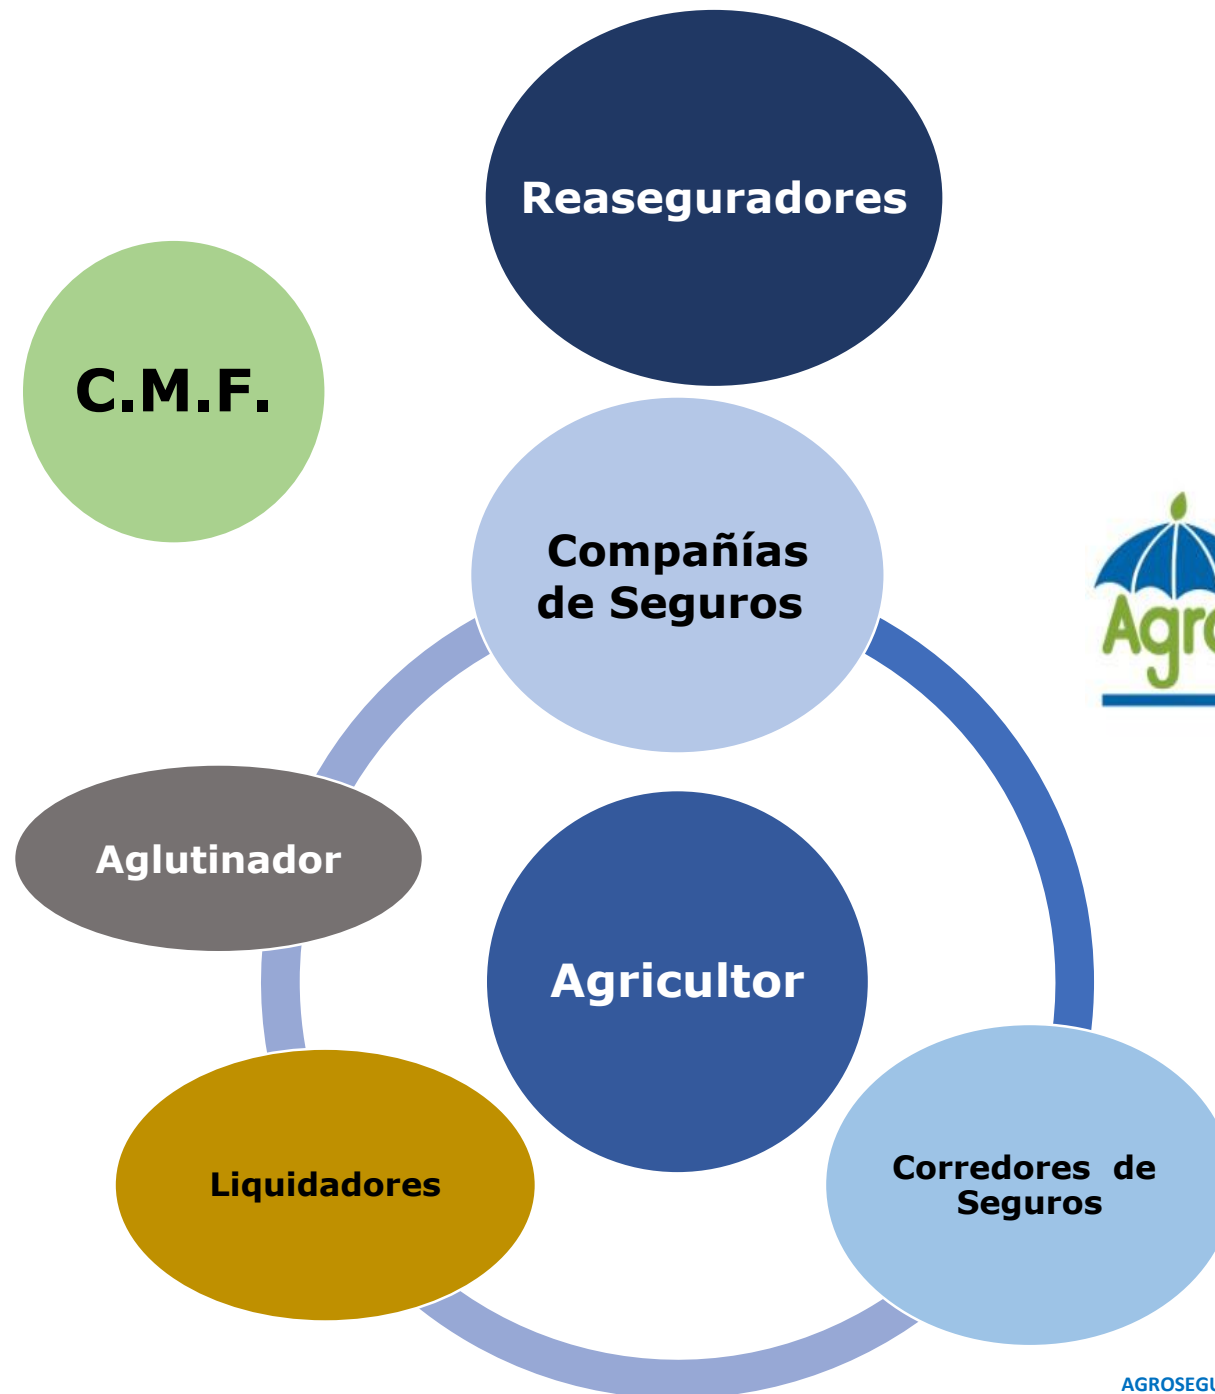 Reaseguradores
C.M.F.
Compañías
de Seguros
Aglutinador
Agricultor
Liquidadores
Corredores de
Seguros